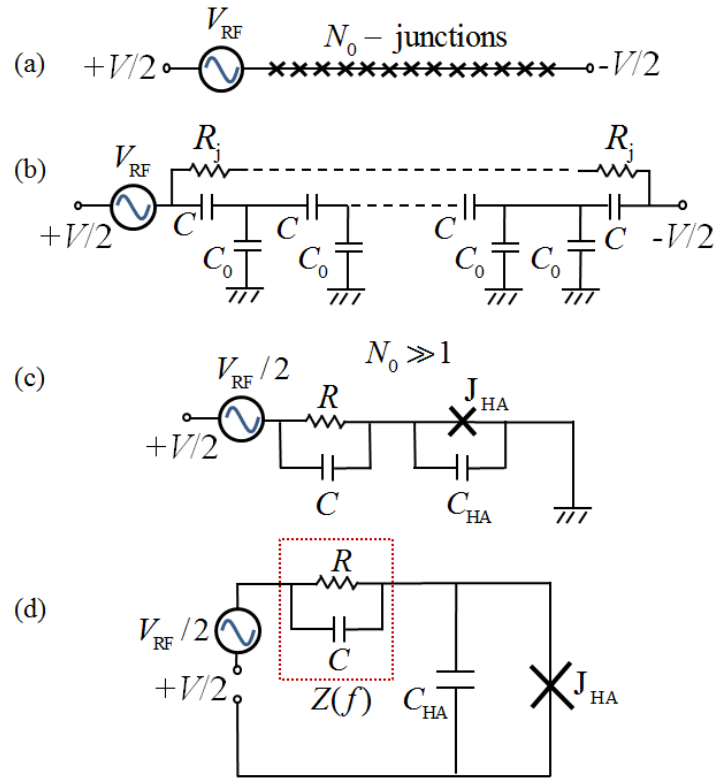 (a)
V_RF
N_0 – junctions
+V/2
-V/2
(b)
V_RF
R_j
R_j
+V/2
C
C
C
C
-V/2
C_0
C_0
C_0
C_0
(c)
N_0 ≫ 1
V_RF / 2
R
J_HA
+V/2
C
C_HA
(d)
R
V_RF / 2
C
+V/2
Z(f)
C_HA
J_HA